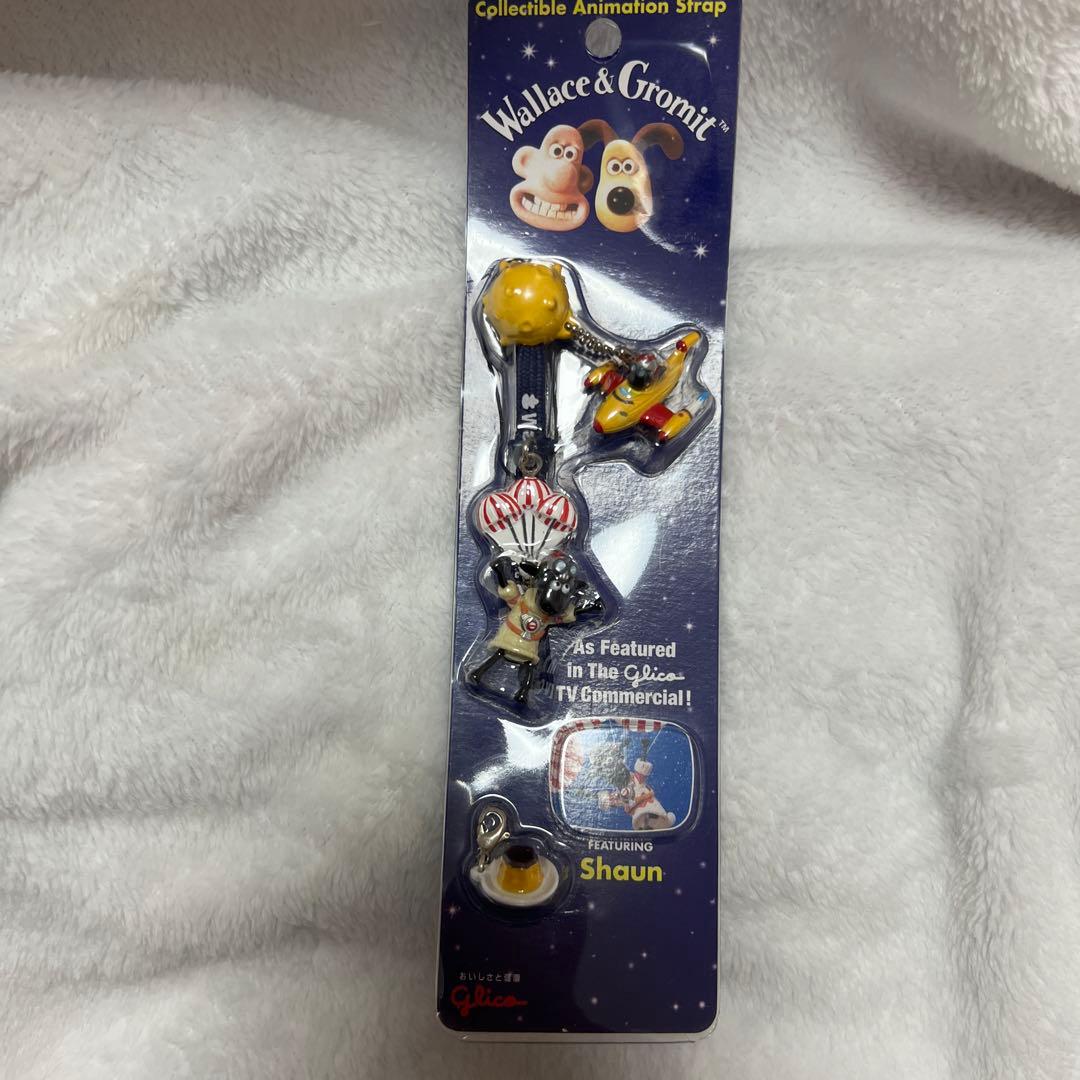 Collectible Animation Strap
Wallace & Gromit™
W
As Featured
in The Glico
TV Commercial!
FEATURING
Shaun
おいしさと健康
Glico